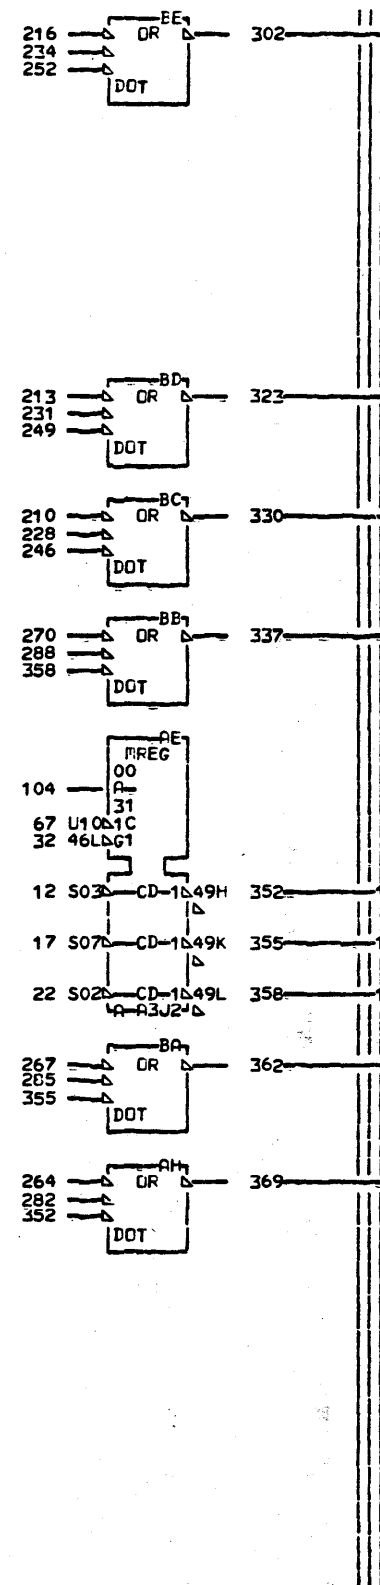 BE
216 OR 302
234
252
DOT
BD
213 OR 323
231
249
DOT
BC
210 OR 330
228
246
DOT
BB
270 OR 337
288
358
DOT
AE
MREG
00
104 A
31
67 U10 1C
32 46L G1
12 S03 CD-1 49H 352
17 S07 CD-1 49K 355
22 S02 CD-1 49L 358
A A3J2
BA
267 OR 362
285
355
DOT
AH
264 OR 369
282
352
DOT